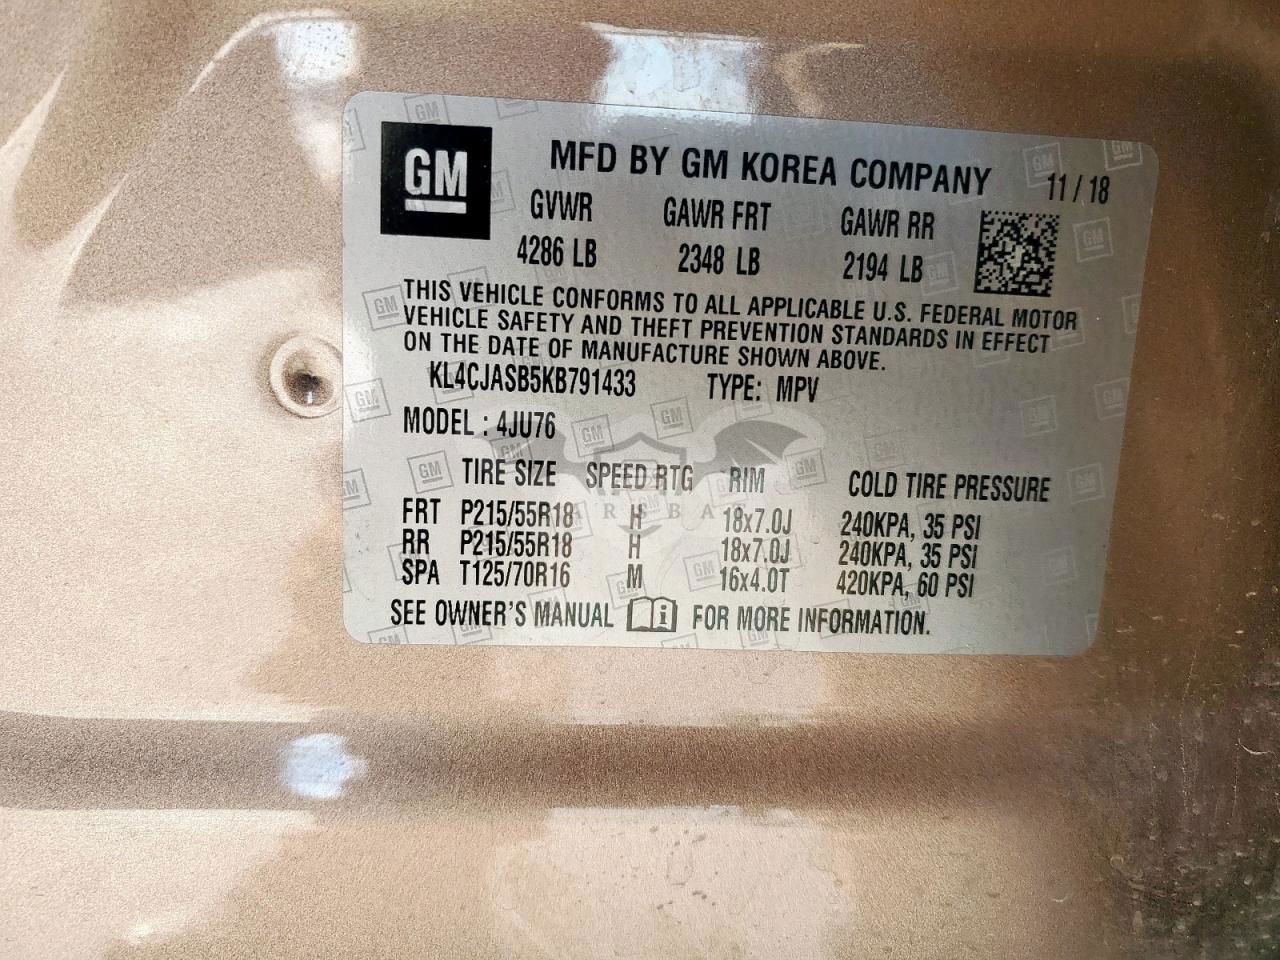 GM MFD BY GM KOREA COMPANY 11 / 18
GVWR GAWR FRT GAWR RR
4286 LB 2348 LB 2194 LB
THIS VEHICLE CONFORMS TO ALL APPLICABLE U.S. FEDERAL MOTOR
VEHICLE SAFETY AND THEFT PREVENTION STANDARDS IN EFFECT
ON THE DATE OF MANUFACTURE SHOWN ABOVE.
KL4CJASB5KB791433 TYPE: MPV
MODEL : 4JU76
TIRE SIZE SPEED RTG RIM COLD TIRE PRESSURE
FRT P215/55R18 H 18x7.0J 240KPA, 35 PSI
RR P215/55R18 H 18x7.0J 240KPA, 35 PSI
SPA T125/70R16 M 16x4.0T 420KPA, 60 PSI
SEE OWNER'S MANUAL FOR MORE INFORMATION.